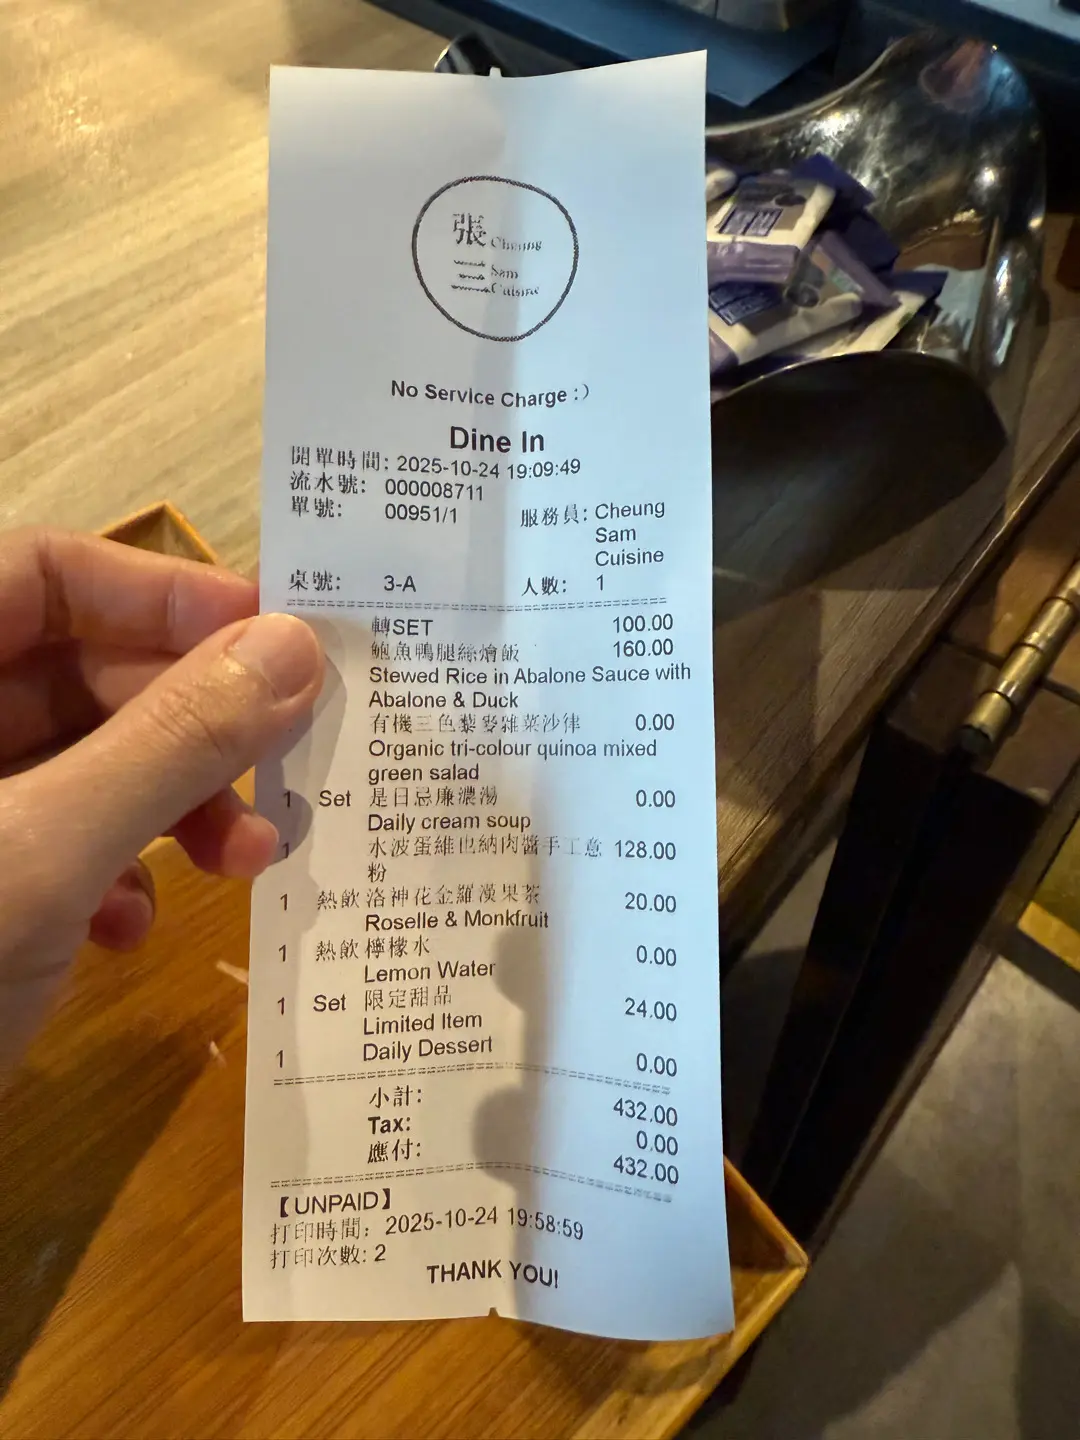 張 Cheung
三 Sam
Cuisine
No Service Charge :)
Dine In
開單時間: 2025-10-24 19:09:49
流水號: 000008711
單號: 00951/1 服務員: Cheung
Sam
Cuisine
桌號: 3-A 人數: 1
轉SET 100.00
鮑魚鴨腿絲燴飯 160.00
Stewed Rice in Abalone Sauce with
Abalone & Duck
有機三色藜麥雜菜沙律 0.00
Organic tri-colour quinoa mixed
green salad
1 Set 是日忌廉濃湯 0.00
Daily cream soup
1 水波蛋維也納肉醬手工意 128.00
粉
1 熱飲 洛神花金羅漢果茶 20.00
Roselle & Monkfruit
1 熱飲 檸檬水 0.00
Lemon Water
1 Set 限定甜品 24.00
Limited Item
1 Daily Dessert 0.00
小計: 432.00
Tax: 0.00
應付: 432.00
【UNPAID】
打印時間: 2025-10-24 19:58:59
打印次數: 2
THANK YOU!